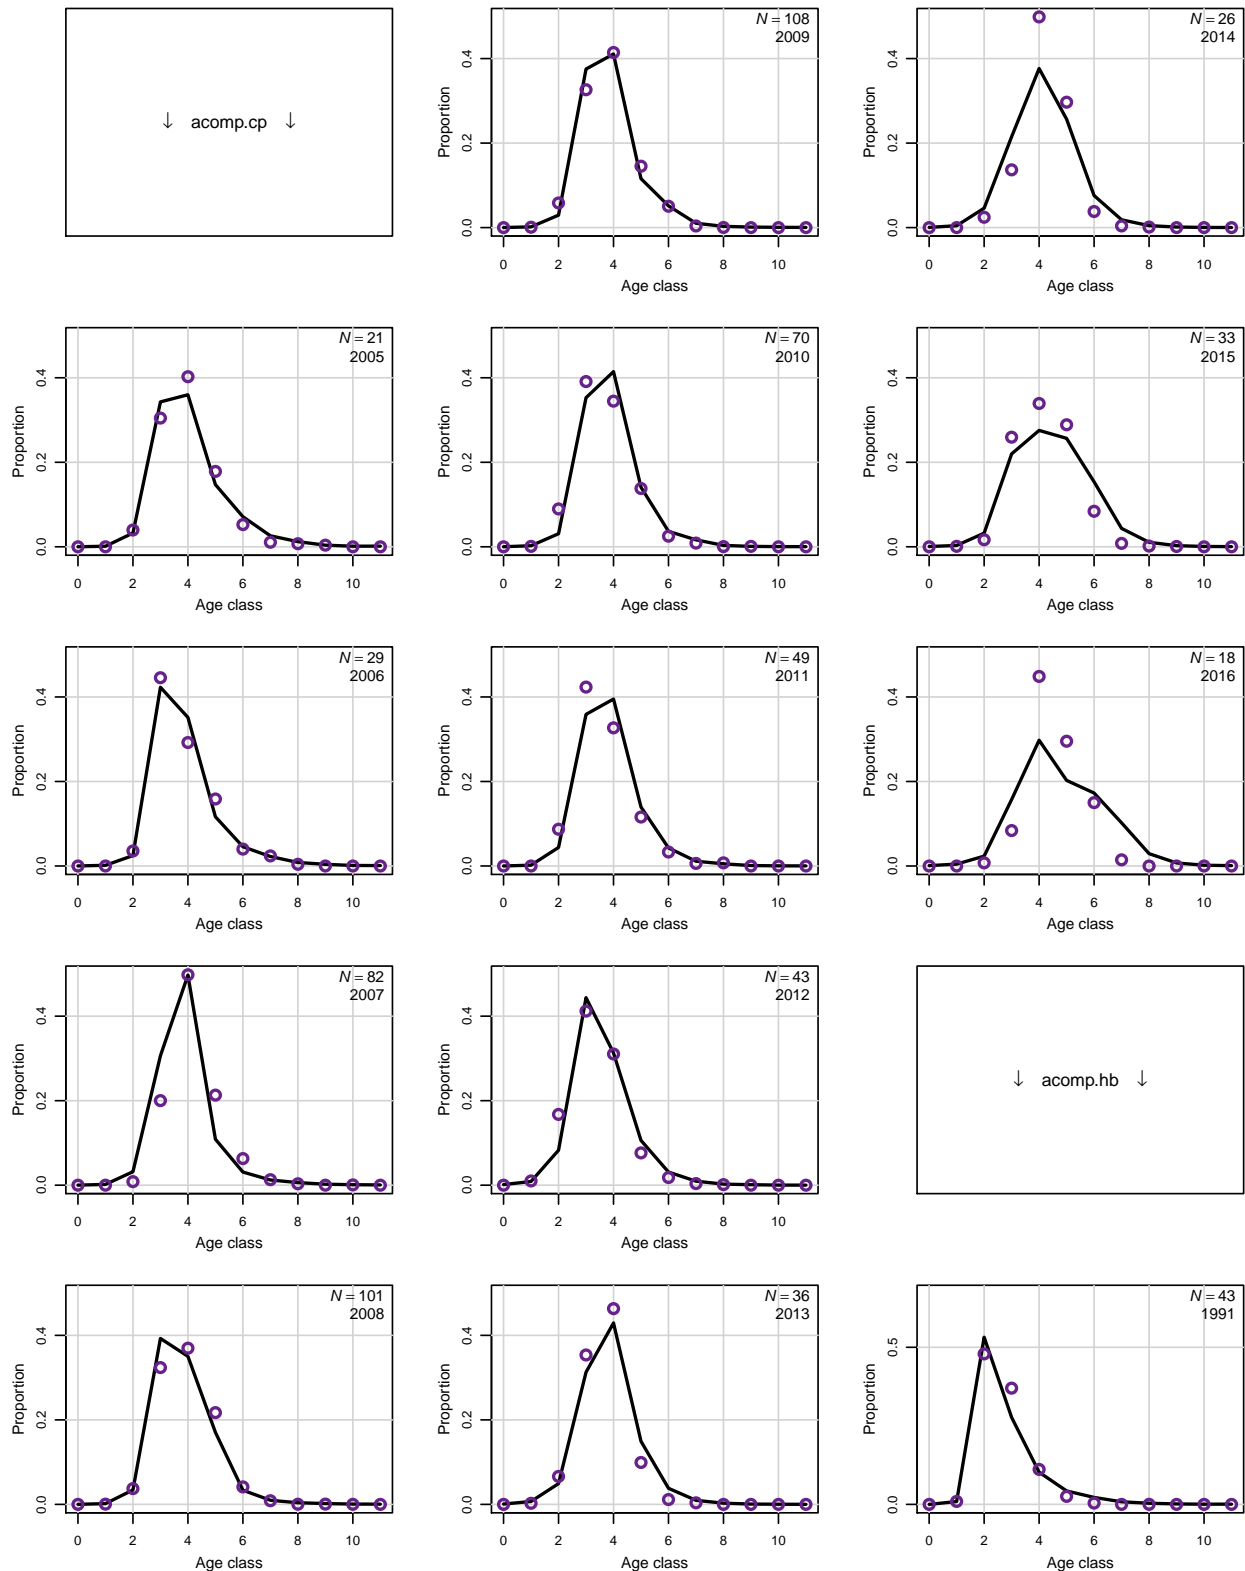 ↓ acomp.cp ↓
N = 108
2009
0.4
0.2
0.0
Proportion
0 2 4 6 8 10
Age class
N = 26
2014
0.4
0.2
0.0
Proportion
0 2 4 6 8 10
Age class
N = 21
2005
0.4
0.2
0.0
Proportion
0 2 4 6 8 10
Age class
N = 70
2010
0.4
0.2
0.0
Proportion
0 2 4 6 8 10
Age class
N = 33
2015
0.4
0.2
0.0
Proportion
0 2 4 6 8 10
Age class
N = 29
2006
0.4
0.2
0.0
Proportion
0 2 4 6 8 10
Age class
N = 49
2011
0.4
0.2
0.0
Proportion
0 2 4 6 8 10
Age class
N = 18
2016
0.4
0.2
0.0
Proportion
0 2 4 6 8 10
Age class
N = 82
2007
0.4
0.2
0.0
Proportion
0 2 4 6 8 10
Age class
N = 43
2012
0.4
0.2
0.0
Proportion
0 2 4 6 8 10
Age class
↓ acomp.hb ↓
N = 101
2008
0.4
0.2
0.0
Proportion
0 2 4 6 8 10
Age class
N = 36
2013
0.4
0.2
0.0
Proportion
0 2 4 6 8 10
Age class
N = 43
1991
0.5
0.0
Proportion
0 2 4 6 8 10
Age class